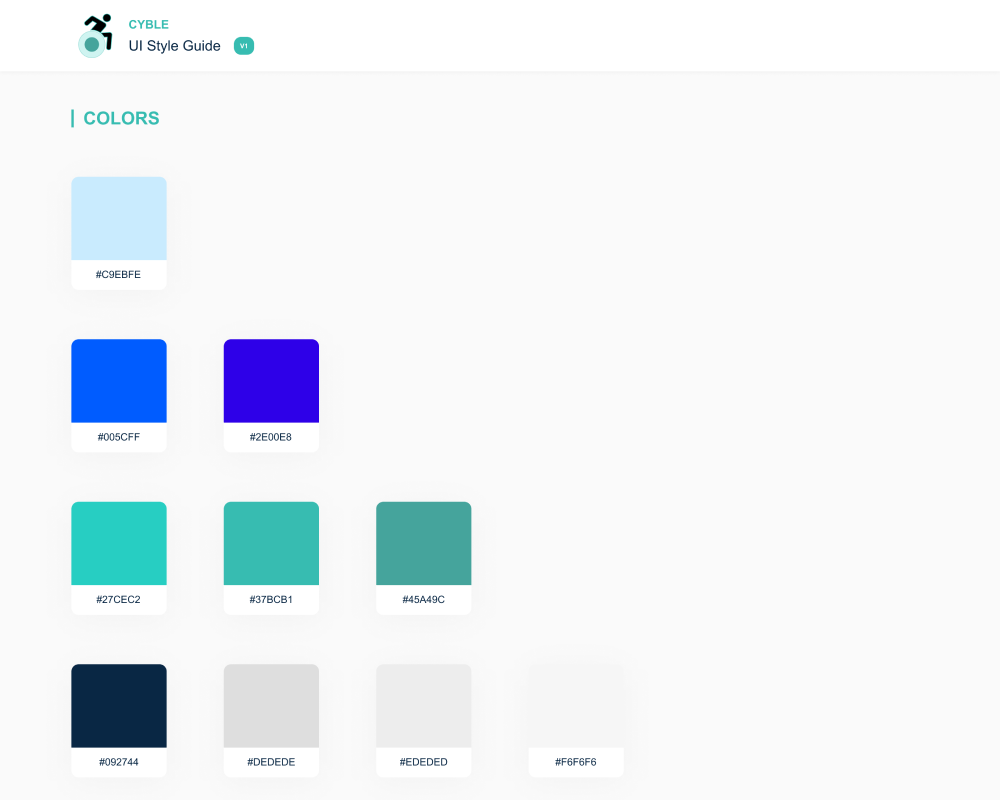 CYBLE
UI Style Guide V1
COLORS
#C9EBFE
#005CFF #2E00E8
#27CEC2 #37BCB1 #45A49C
#092744 #DEDEDE #EDEDED #F6F6F6